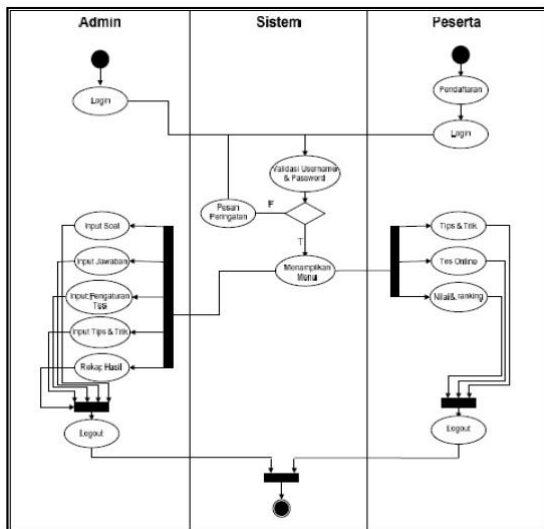 Admin
Sistem
Peserta
Login
Pendaftaran
Login
Validasi Username
& Password
Pesan
Peringatan
F
T
Menampilkan
Menu
Input Soal
Input Jawaban
Input Pengaturan
Tes
Input Tips & Trik
Rekap Hasil
Logout
Tips & Trik
Tes Online
Nilai& ranking
Logout